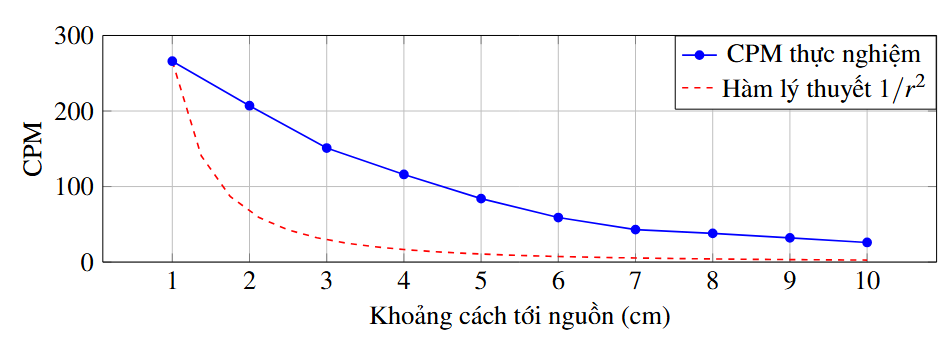 300
200
100
0
CPM
CPM thực nghiệm
Hàm lý thuyết 1/r²
1 2 3 4 5 6 7 8 9 10
Khoảng cách tới nguồn (cm)